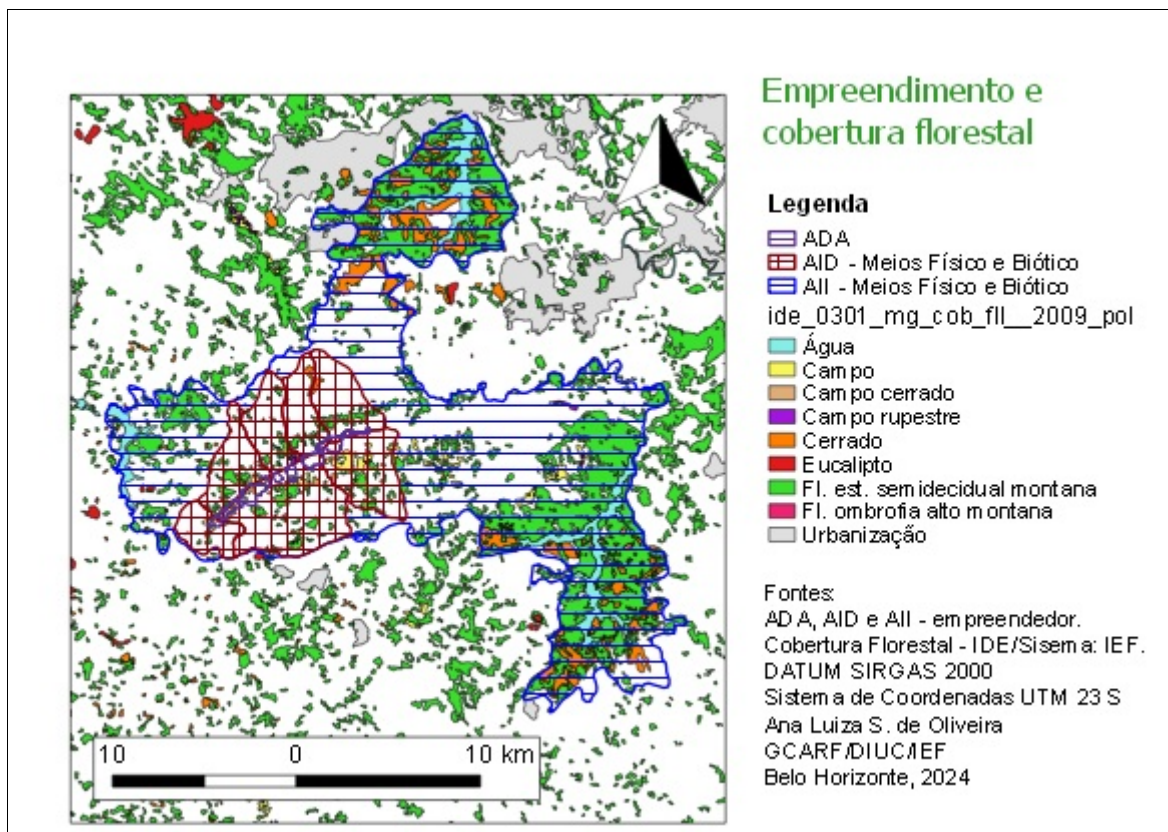 Empreendimento e
cobertura florestal
Legenda
ADA
AID - Meios Físico e Biótico
AII - Meios Físico e Biótico
ide_0301_mg_cob_fll__2009_pol
Água
Campo
Campo cerrado
Campo rupestre
Cerrado
Eucalipto
Fl. est. semidecidual montana
Fl. ombrofia alto montana
Urbanização
Fontes:
ADA, AID e AII - empreendedor.
Cobertura Florestal - IDE/Sisema: IEF.
DATUM SIRGAS 2000
Sistema de Coordenadas UTM 23 S
Ana Luiza S. de Oliveira
GCARF/DIUC/IEF
Belo Horizonte, 2024
10 0 10 km